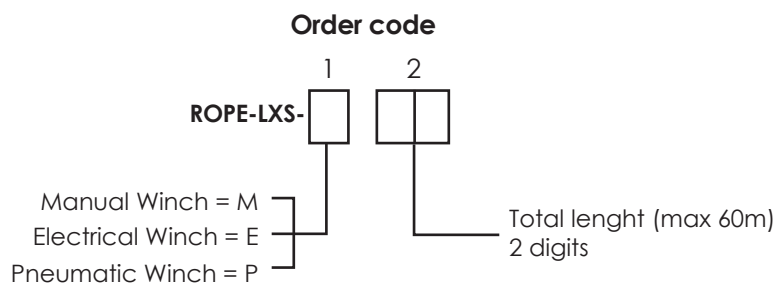 Order code
1 2
ROPE-LXS-
Manual Winch = M
Electrical Winch = E
Pneumatic Winch = P
Total lenght (max 60m)
2 digits